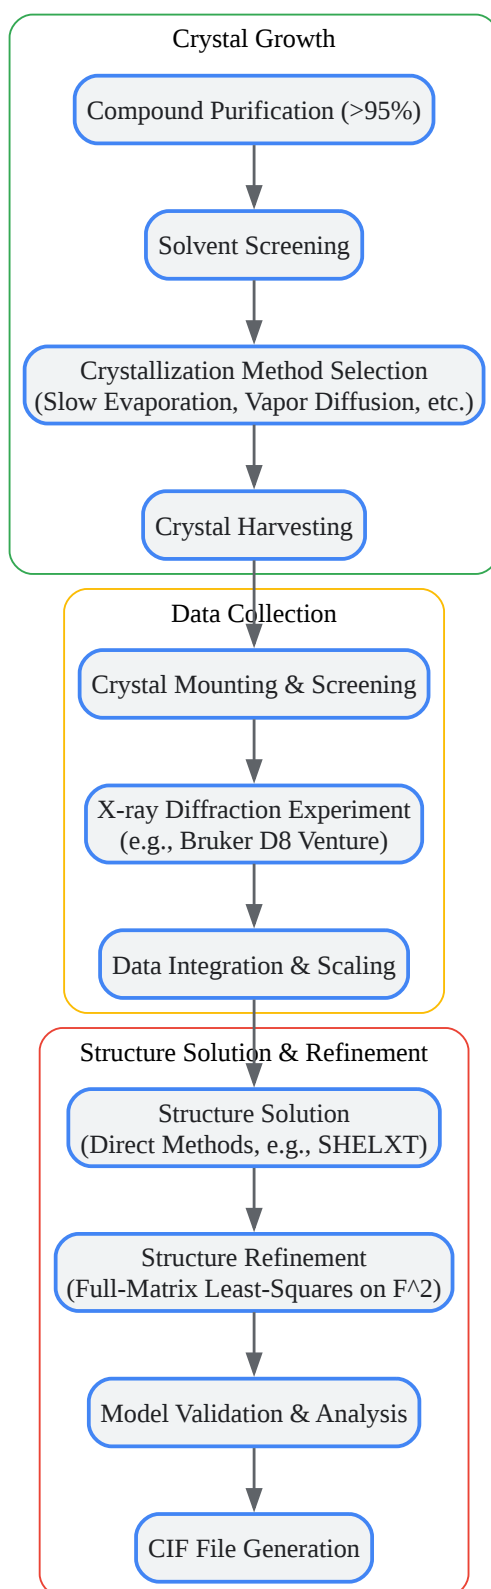 Crystal Growth
Compound Purification (>95%)
Solvent Screening
Crystallization Method Selection
(Slow Evaporation, Vapor Diffusion, etc.)
Crystal Harvesting
Data Collection
Crystal Mounting & Screening
X-ray Diffraction Experiment
(e.g., Bruker D8 Venture)
Data Integration & Scaling
Structure Solution & Refinement
Structure Solution
(Direct Methods, e.g., SHELXT)
Structure Refinement
(Full-Matrix Least-Squares on F^2)
Model Validation & Analysis
CIF File Generation